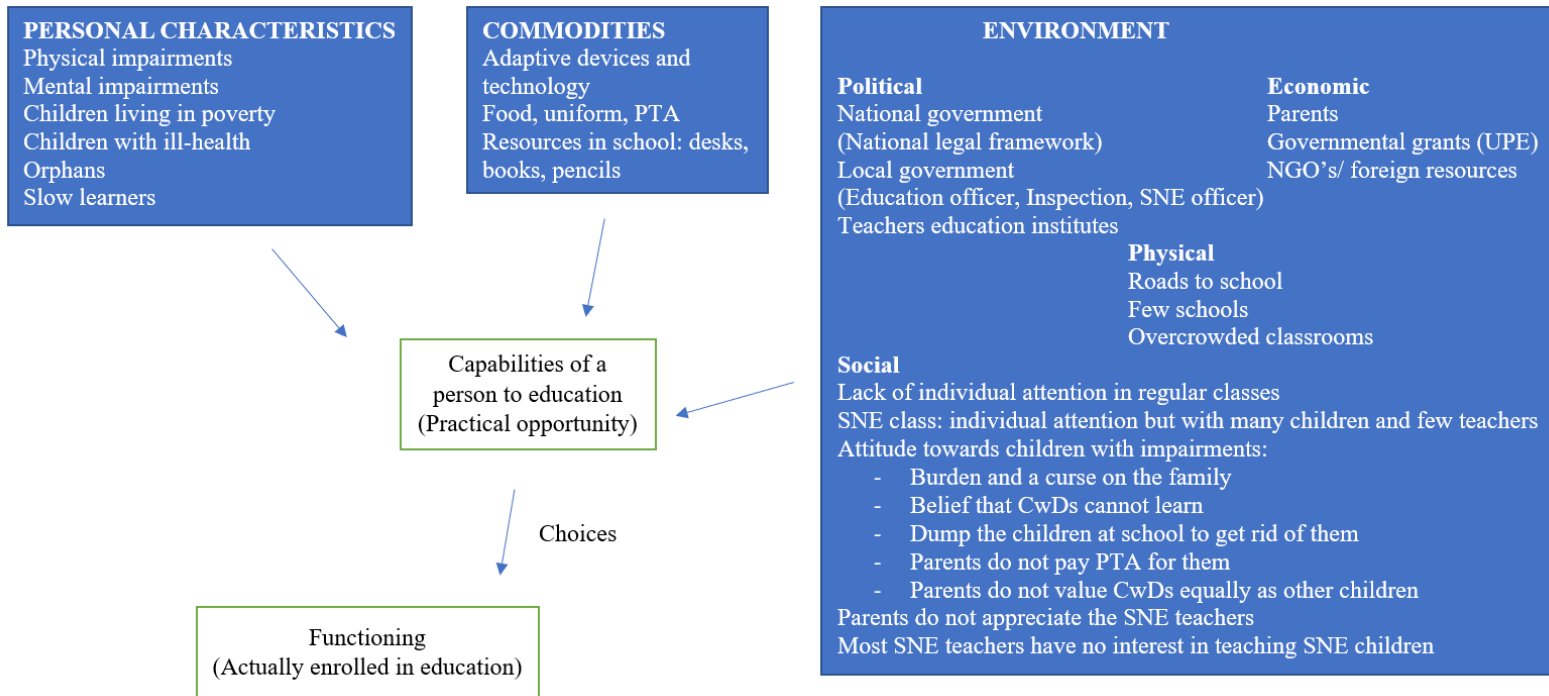 PERSONAL CHARACTERISTICS
Physical impairments
Mental impairments
Children living in poverty
Children with ill-health
Orphans
Slow learners
COMMODITIES
Adaptive devices and
technology
Food, uniform, PTA
Resources in school: desks,
books, pencils
ENVIRONMENT
Political
National government
(National legal framework)
Local government
(Education officer, Inspection, SNE officer)
Teachers education institutes
Economic
Parents
Governmental grants (UPE)
NGO's/ foreign resources
Physical
Roads to school
Few schools
Overcrowded classrooms
Social
Lack of individual attention in regular classes
SNE class: individual attention but with many children and few teachers
Attitude towards children with impairments:
- Burden and a curse on the family
- Belief that CwDs cannot learn
- Dump the children at school to get rid of them
- Parents do not pay PTA for them
- Parents do not value CwDs equally as other children
Parents do not appreciate the SNE teachers
Most SNE teachers have no interest in teaching SNE children
Capabilities of a
person to education
(Practical opportunity)
Choices
Functioning
(Actually enrolled in education)